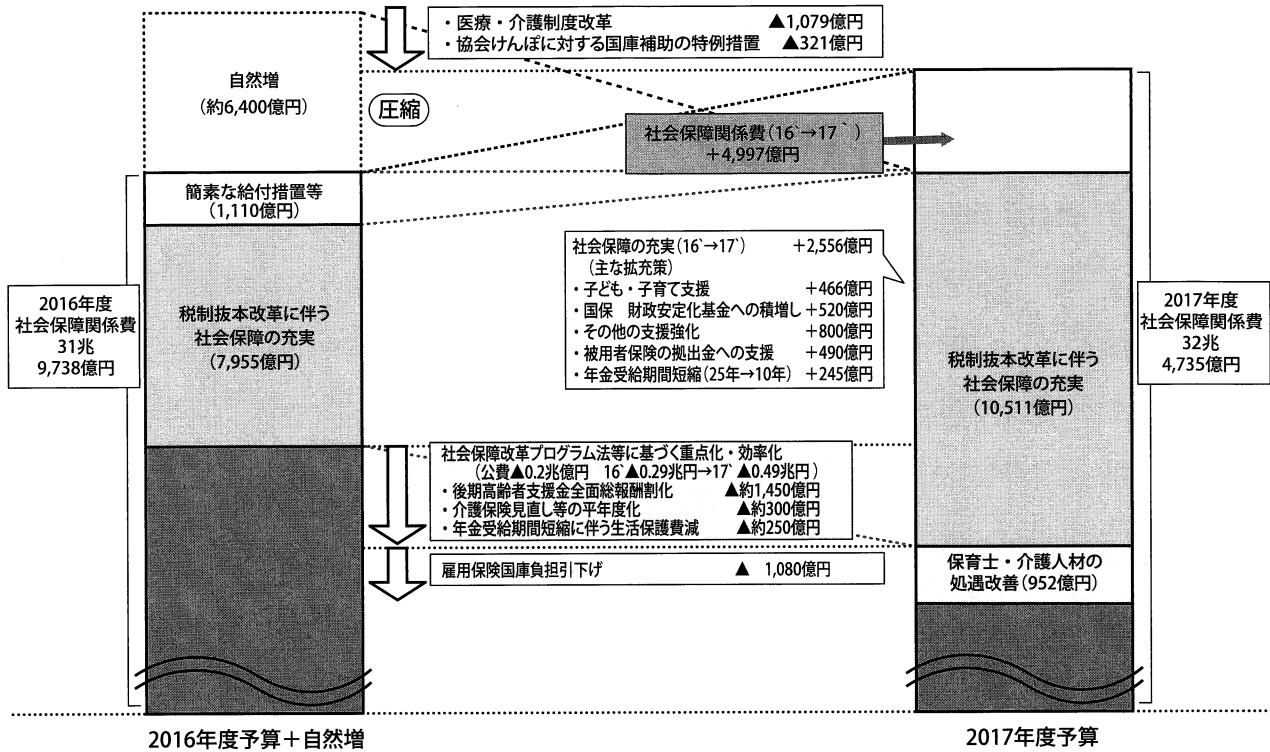 ・医療・介護制度改革 ▲1,079億円
・協会けんぽに対する国庫補助の特例措置 ▲321億円
自然増
(約6,400億円)
圧縮
社会保障関係費(16`→17`)
+4,997億円
簡素な給付措置等
(1,110億円)
2016年度
社会保障関係費
31兆
9,738億円
税制抜本改革に伴う
社会保障の充実
(7,955億円)
社会保障の充実(16`→17`) +2,556億円
(主な拡充策)
・子ども・子育て支援 +466億円
・国保 財政安定化基金への積増し +520億円
・その他の支援強化 +800億円
・被用者保険の拠出金への支援 +490億円
・年金受給期間短縮(25年→10年) +245億円
税制抜本改革に伴う
社会保障の充実
(10,511億円)
2017年度
社会保障関係費
32兆
4,735億円
社会保障改革プログラム法等に基づく重点化・効率化
(公費▲0.2兆億円 16`▲0.29兆円→17`▲0.49兆円)
・後期高齢者支援金全面総報酬割化 ▲約1,450億円
・介護保険見直し等の平年度化 ▲約300億円
・年金受給期間短縮に伴う生活保護費減 ▲約250億円
雇用保険国庫負担引下げ ▲ 1,080億円
保育士・介護人材の
処遇改善(952億円)
2016年度予算+自然増
2017年度予算